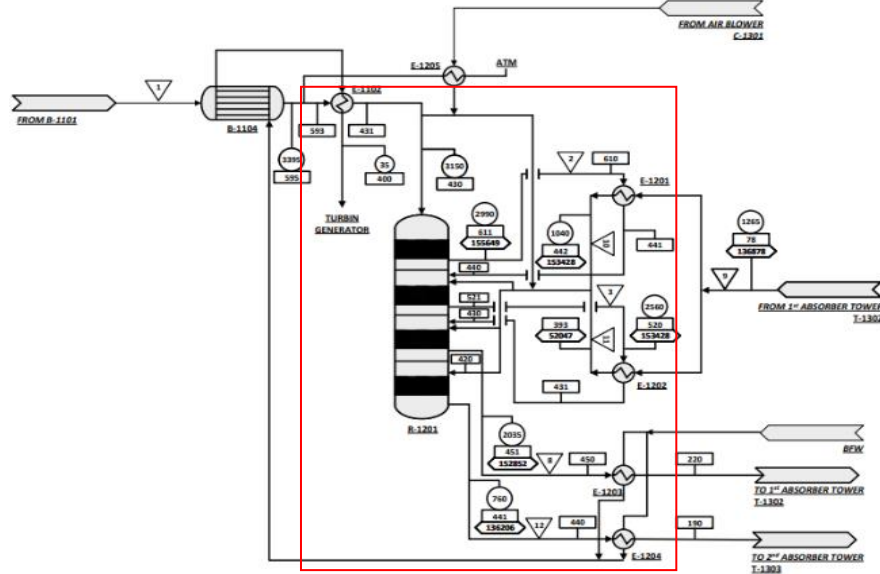 FROM AIR BLOWER
C-1301
E-1205
ATM
1
E-1102
FROM B-1101
B-1104
593
431
2
610
3395
595
35
400
3150
430
E-1201
TURBIN
GENERATOR
2990
611
155649
1040
442
153428
10
441
1265
78
136878
9
440
3
FROM 1st ABSORBER TOWER
T-1302
521
430
393
52047
11
2560
520
153428
420
431
E-1202
R-1201
2035
451
152852
8
450
220
BFW
E-1203
TO 1st ABSORBER TOWER
T-1302
760
441
136206
12
440
190
E-1204
TO 2nd ABSORBER TOWER
T-1303